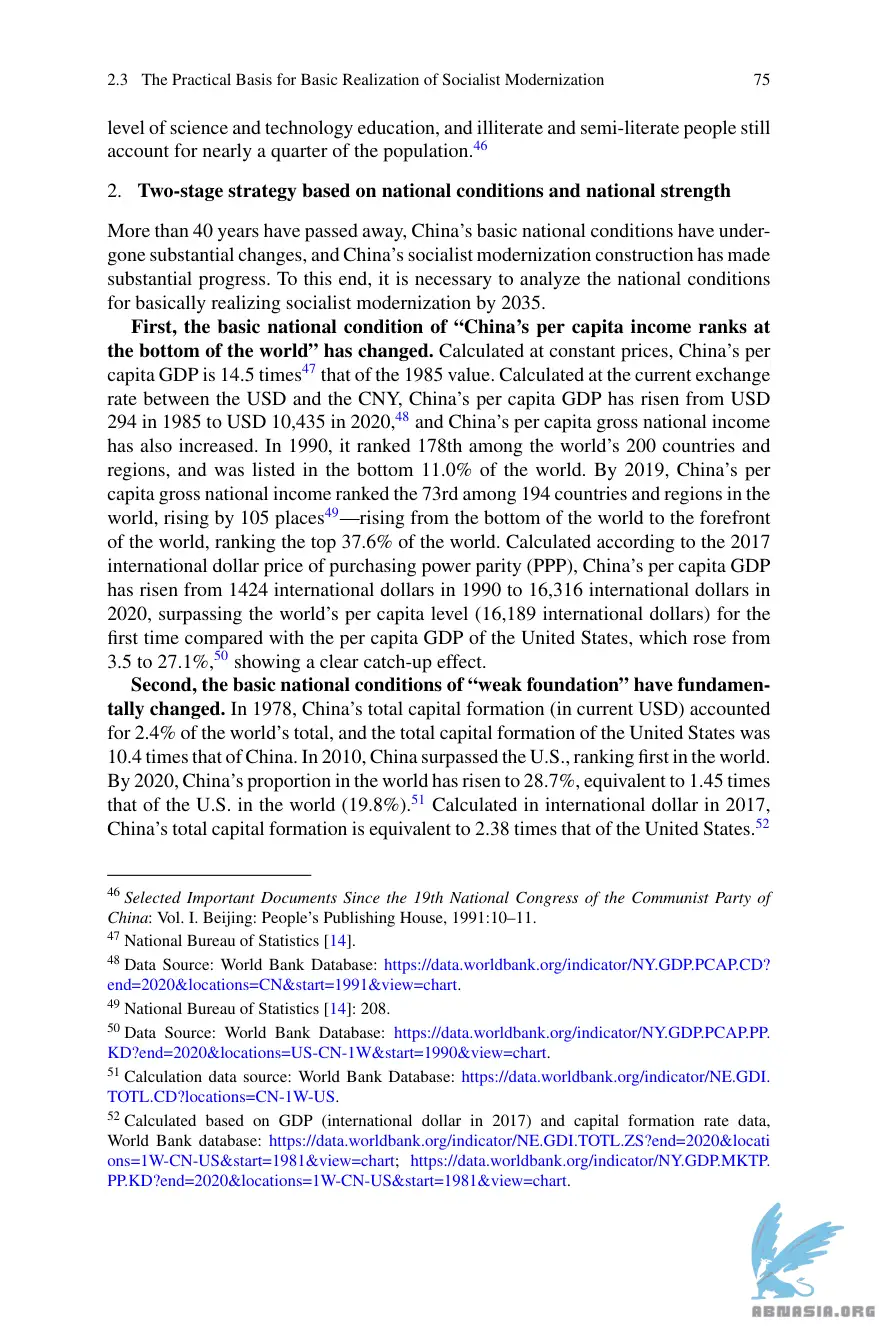 2.3 The Practical Basis for Basic Realization of Socialist Modernization 75
level of science and technology education, and illiterate and semi-literate people still
account for nearly a quarter of the population.46
2. Two-stage strategy based on national conditions and national strength
More than 40 years have passed away, China's basic national conditions have under-
gone substantial changes, and China's socialist modernization construction has made
substantial progress. To this end, it is necessary to analyze the national conditions
for basically realizing socialist modernization by 2035.
First, the basic national condition of “China's per capita income ranks at
the bottom of the world” has changed. Calculated at constant prices, China's per
capita GDP is 14.5 times47 that of the 1985 value. Calculated at the current exchange
rate between the USD and the CNY, China's per capita GDP has risen from USD
294 in 1985 to USD 10,435 in 2020,48 and China's per capita gross national income
has also increased. In 1990, it ranked 178th among the world's 200 countries and
regions, and was listed in the bottom 11.0% of the world. By 2019, China's per
capita gross national income ranked the 73rd among 194 countries and regions in the
world, rising by 105 places49—rising from the bottom of the world to the forefront
of the world, ranking the top 37.6% of the world. Calculated according to the 2017
international dollar price of purchasing power parity (PPP), China's per capita GDP
has risen from 1424 international dollars in 1990 to 16,316 international dollars in
2020, surpassing the world's per capita level (16,189 international dollars) for the
first time compared with the per capita GDP of the United States, which rose from
3.5 to 27.1%,50 showing a clear catch-up effect.
Second, the basic national conditions of “weak foundation” have fundamen-
tally changed. In 1978, China's total capital formation (in current USD) accounted
for 2.4% of the world's total, and the total capital formation of the United States was
10.4 times that of China. In 2010, China surpassed the U.S., ranking first in the world.
By 2020, China's proportion in the world has risen to 28.7%, equivalent to 1.45 times
that of the U.S. in the world (19.8%).51 Calculated in international dollar in 2017,
China's total capital formation is equivalent to 2.38 times that of the United States.52
46 Selected Important Documents Since the 19th National Congress of the Communist Party of
China: Vol. I. Beijing: People's Publishing House, 1991:10–11.
47 National Bureau of Statistics [14].
48 Data Source: World Bank Database: https://data.worldbank.org/indicator/NY.GDP.PCAP.CD?
end=2020&locations=CN&start=1991&view=chart.
49 National Bureau of Statistics [14]: 208.
50 Data Source: World Bank Database: https://data.worldbank.org/indicator/NY.GDP.PCAP.PP.
KD?end=2020&locations=US-CN-1W&start=1990&view=chart.
51 Calculation data source: World Bank Database: https://data.worldbank.org/indicator/NE.GDI.
TOTL.CD?locations=CN-1W-US.
52 Calculated based on GDP (international dollar in 2017) and capital formation rate data,
World Bank database: https://data.worldbank.org/indicator/NE.GDI.TOTL.ZS?end=2020&locati
ons=1W-CN-US&start=1981&view=chart; https://data.worldbank.org/indicator/NY.GDP.MKTP.
PP.KD?end=2020&locations=1W-CN-US&start=1981&view=chart.
ABNASIA.ORG